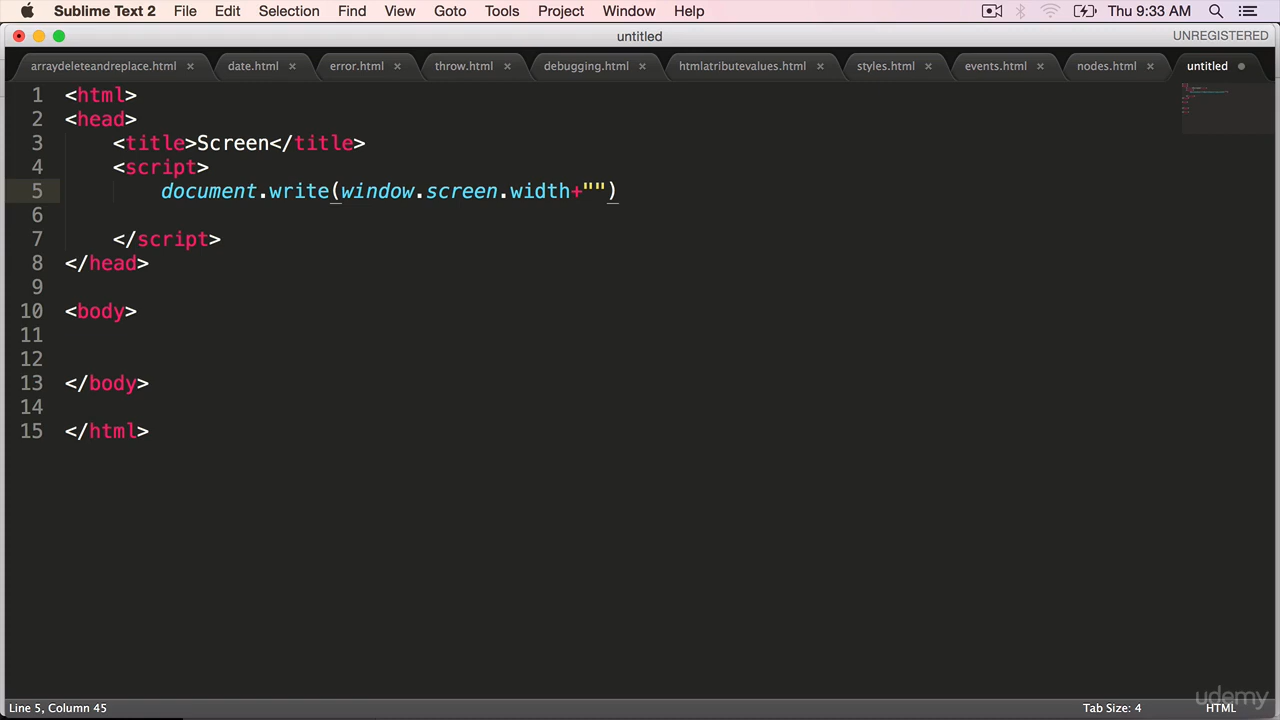 Sublime Text 2 File Edit Selection Find View Goto Tools Project Window Help Thu 9:33 AM
untitled UNREGISTERED
arraydeleteandreplace.html date.html error.html throw.html debugging.html htmlatributevalues.html styles.html events.html nodes.html untitled
1 <html>
2 <head>
3 <title>Screen</title>
4 <script>
5 document.write(window.screen.width+"")
6
7 </script>
8 </head>
9
10 <body>
11
12
13 </body>
14
15 </html>
udemy
Line 5, Column 45 Tab Size: 4 HTML